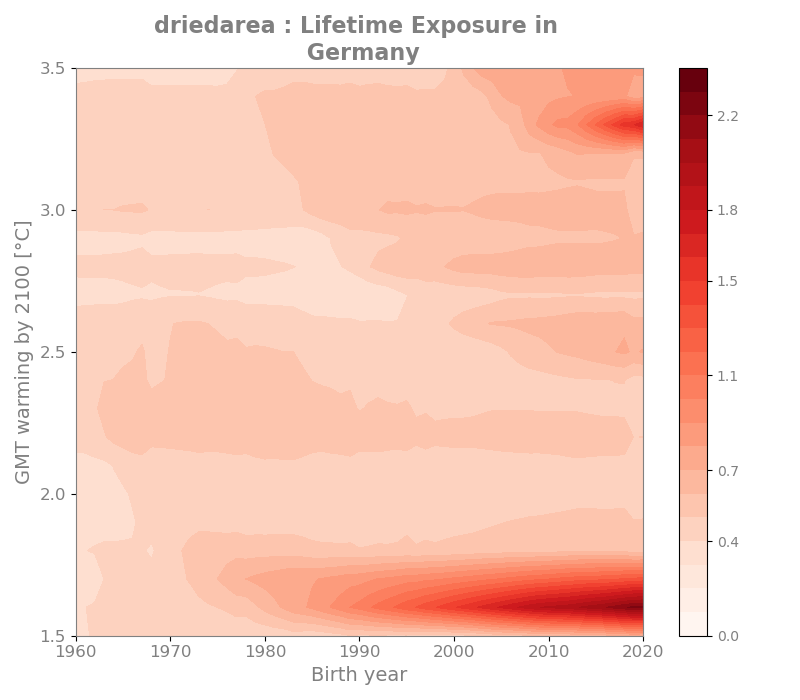 driedarea : Lifetime Exposure in
Germany
3.5
3.0
2.5
2.0
1.5
GMT warming by 2100 [°C]
1960 1970 1980 1990 2000 2010 2020
Birth year
2.2
1.8
1.5
1.1
0.7
0.4
0.0